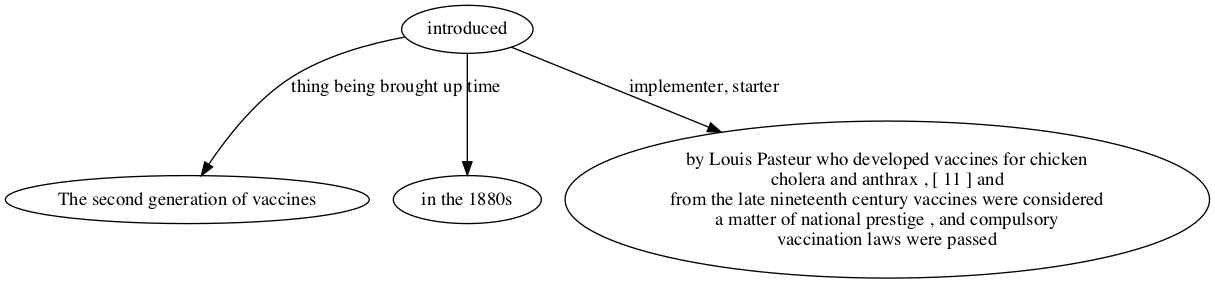 introduced
thing being brought up
time
implementer, starter
The second generation of vaccines
in the 1880s
by Louis Pasteur who developed vaccines for chicken
cholera and anthrax , [ 11 ] and
from the late nineteenth century vaccines were considered
a matter of national prestige , and compulsory
vaccination laws were passed